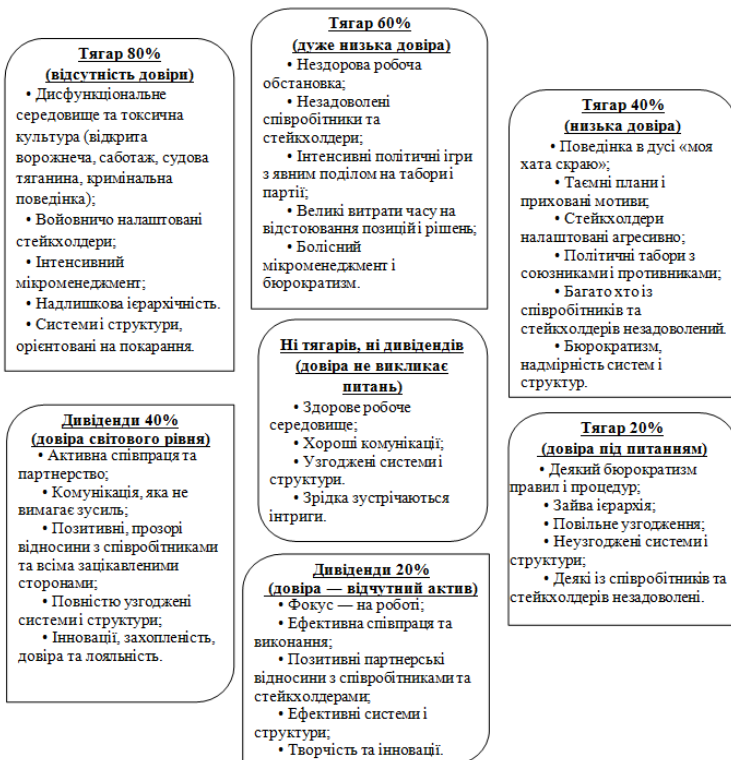 Тягар 80%
(відсутність довіри)
• Дисфункціональне
середовище та токсична
культура (відкрита
ворожнеча, саботаж, судова
тяганина, кримінальна
поведінка);
• Войовничо налаштовані
стейкхолдери;
• Інтенсивний
мікроменеджмент;
• Надлишкова ієрархічність.
• Системи і структури,
орієнтовані на покарання.
Тягар 60%
(дуже низька довіра)
• Нездорова робоча
обстановка;
• Незадоволені
співробітники та
стейкхолдери;
• Інтенсивні політичні ігри
з явним поділом на табори і
партії;
• Великі витрати часу на
відстоювання позицій і рішень;
• Болісний
мікроменеджмент і
бюрократизм.
Тягар 40%
(низька довіра)
• Поведінка в дусі «моя
хата скраю»;
• Таємні плани і
приховані мотиви;
• Стейкхолдери
налаштовані агресивно;
• Політичні табори з
союзниками і противниками;
• Багато хто із
співробітників та
стейкхолдерів незадоволений.
• Бюрократизм,
надмірність систем і
структур.
Ні тягарів, ні дивідендів
(довіра не викликає
питань)
• Здорове робоче
середовище;
• Хороші комунікації;
• Узгоджені системи і
структури.
• Зрідка зустрічаються
інтриги.
Дивіденди 40%
(довіра світового рівня)
• Активна співпраця та
партнерство;
• Комунікація, яка не
вимагає зусиль;
• Позитивні, прозорі
відносини з співробітниками
та всіма зацікавленими
сторонами;
• Повністю узгоджені
системи і структури;
• Інновації, захопленість,
довіра та лояльність.
Дивіденди 20%
(довіра — відчутний актив)
• Фокус — на роботі;
• Ефективна співпраця та
виконання;
• Позитивні партнерські
відносини з співробітниками та
стейкхолдерами;
• Ефективні системи і
структури;
• Творчість та інновації.
Тягар 20%
(довіра під питанням)
• Деякий бюрократизм
правил і процедур;
• Зайва ієрархія;
• Повільне узгодження;
• Неузгоджені системи і
структури;
• Деякі із співробітників та
стейкхолдерів незадоволені.